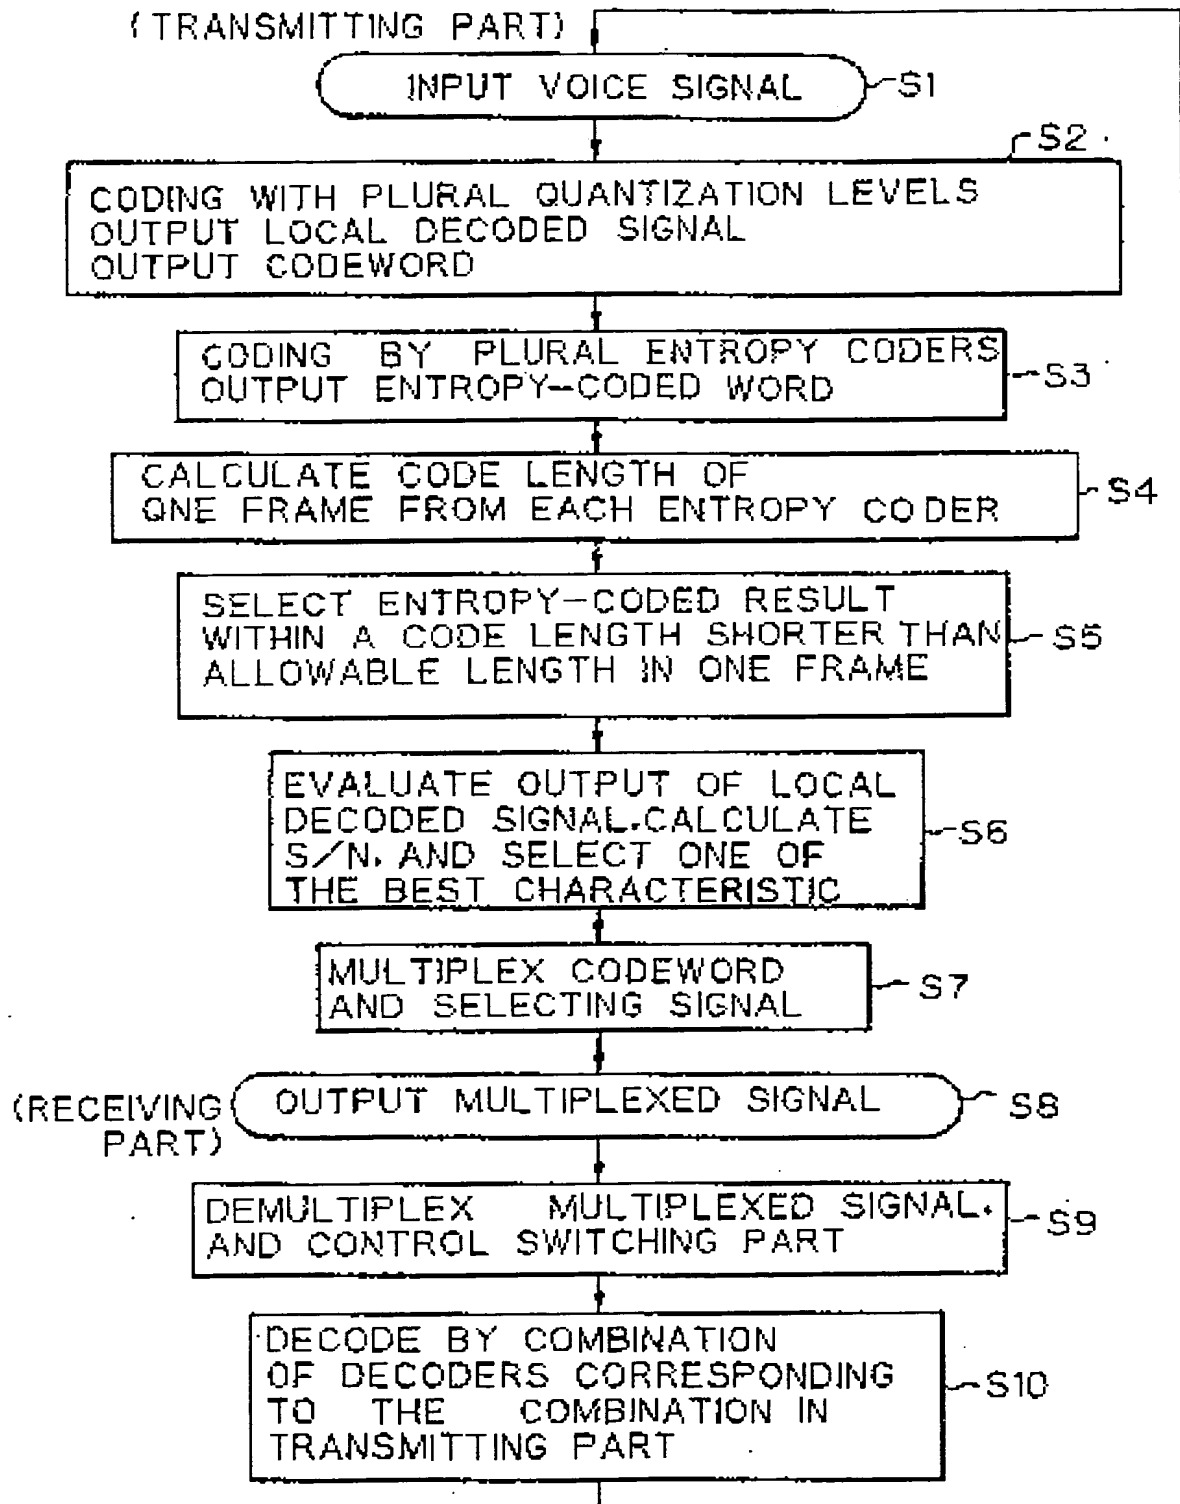 (TRANSMITTING PART)
INPUT VOICE SIGNAL
S1
S2
CODING WITH PLURAL QUANTIZATION LEVELS
OUTPUT LOCAL DECODED SIGNAL
OUTPUT CODEWORD
CODING BY PLURAL ENTROPY CODERS
OUTPUT ENTROPY-CODED WORD
S3
CALCULATE CODE LENGTH OF
ONE FRAME FROM EACH ENTROPY CODER
S4
SELECT ENTROPY-CODED RESULT
WITHIN A CODE LENGTH SHORTER THAN
ALLOWABLE LENGTH IN ONE FRAME
S5
EVALUATE OUTPUT OF LOCAL
DECODED SIGNAL.CALCULATE
S/N. AND SELECT ONE OF
THE BEST CHARACTERISTIC
S6
MULTIPLEX CODEWORD
AND SELECTING SIGNAL
S7
(RECEIVING
PART)
OUTPUT MULTIPLEXED SIGNAL
S8
DEMULTIPLEX MULTIPLEXED SIGNAL.
AND CONTROL SWITCHING PART
S9
DECODE BY COMBINATION
OF DECODERS CORRESPONDING
TO THE COMBINATION IN
TRANSMITTING PART
S10